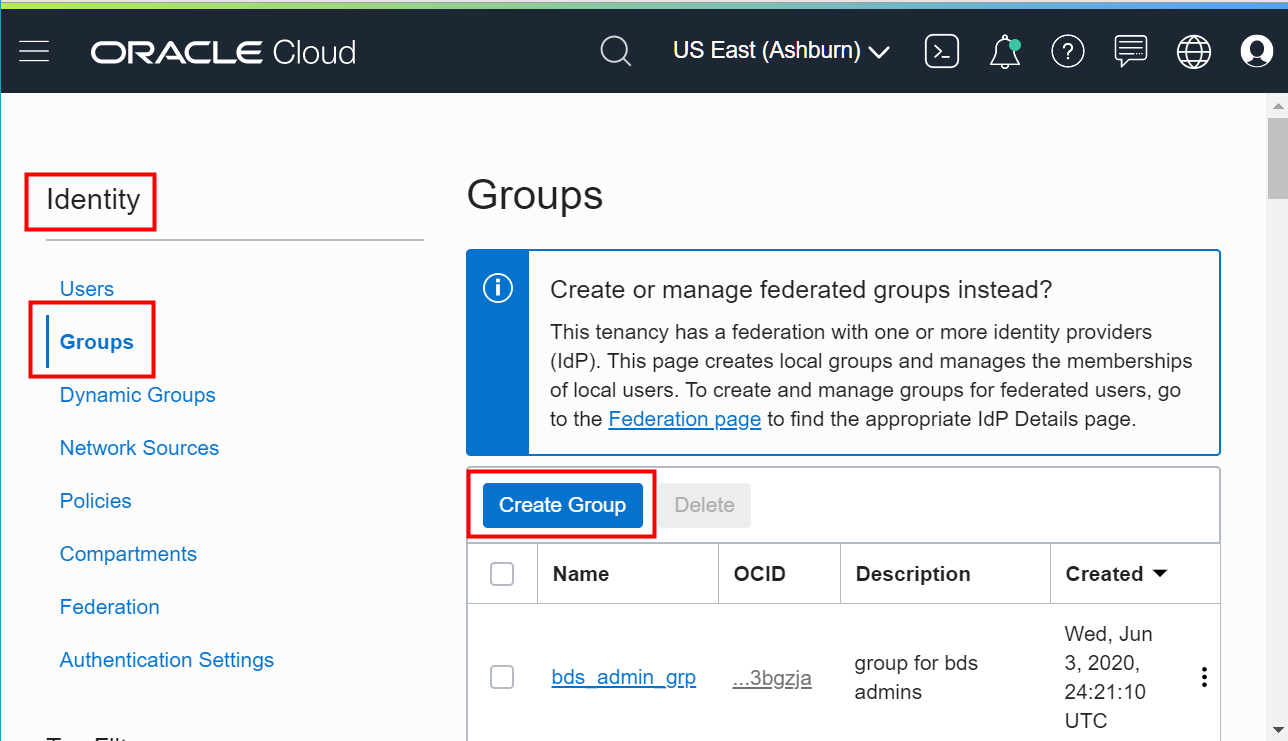 ORACLE Cloud
US East (Ashburn)
Identity
Users
Groups
Dynamic Groups
Network Sources
Policies
Compartments
Federation
Authentication Settings
Groups
Create or manage federated groups instead?
This tenancy has a federation with one or more identity providers
(IdP). This page creates local groups and manages the memberships
of local users. To create and manage groups for federated users, go
to the Federation page to find the appropriate IdP Details page.
Create Group Delete
Name OCID Description Created
bds_admin_grp ...3bgzja group for bds admins Wed, Jun 3, 2020, 24:21:10 UTC